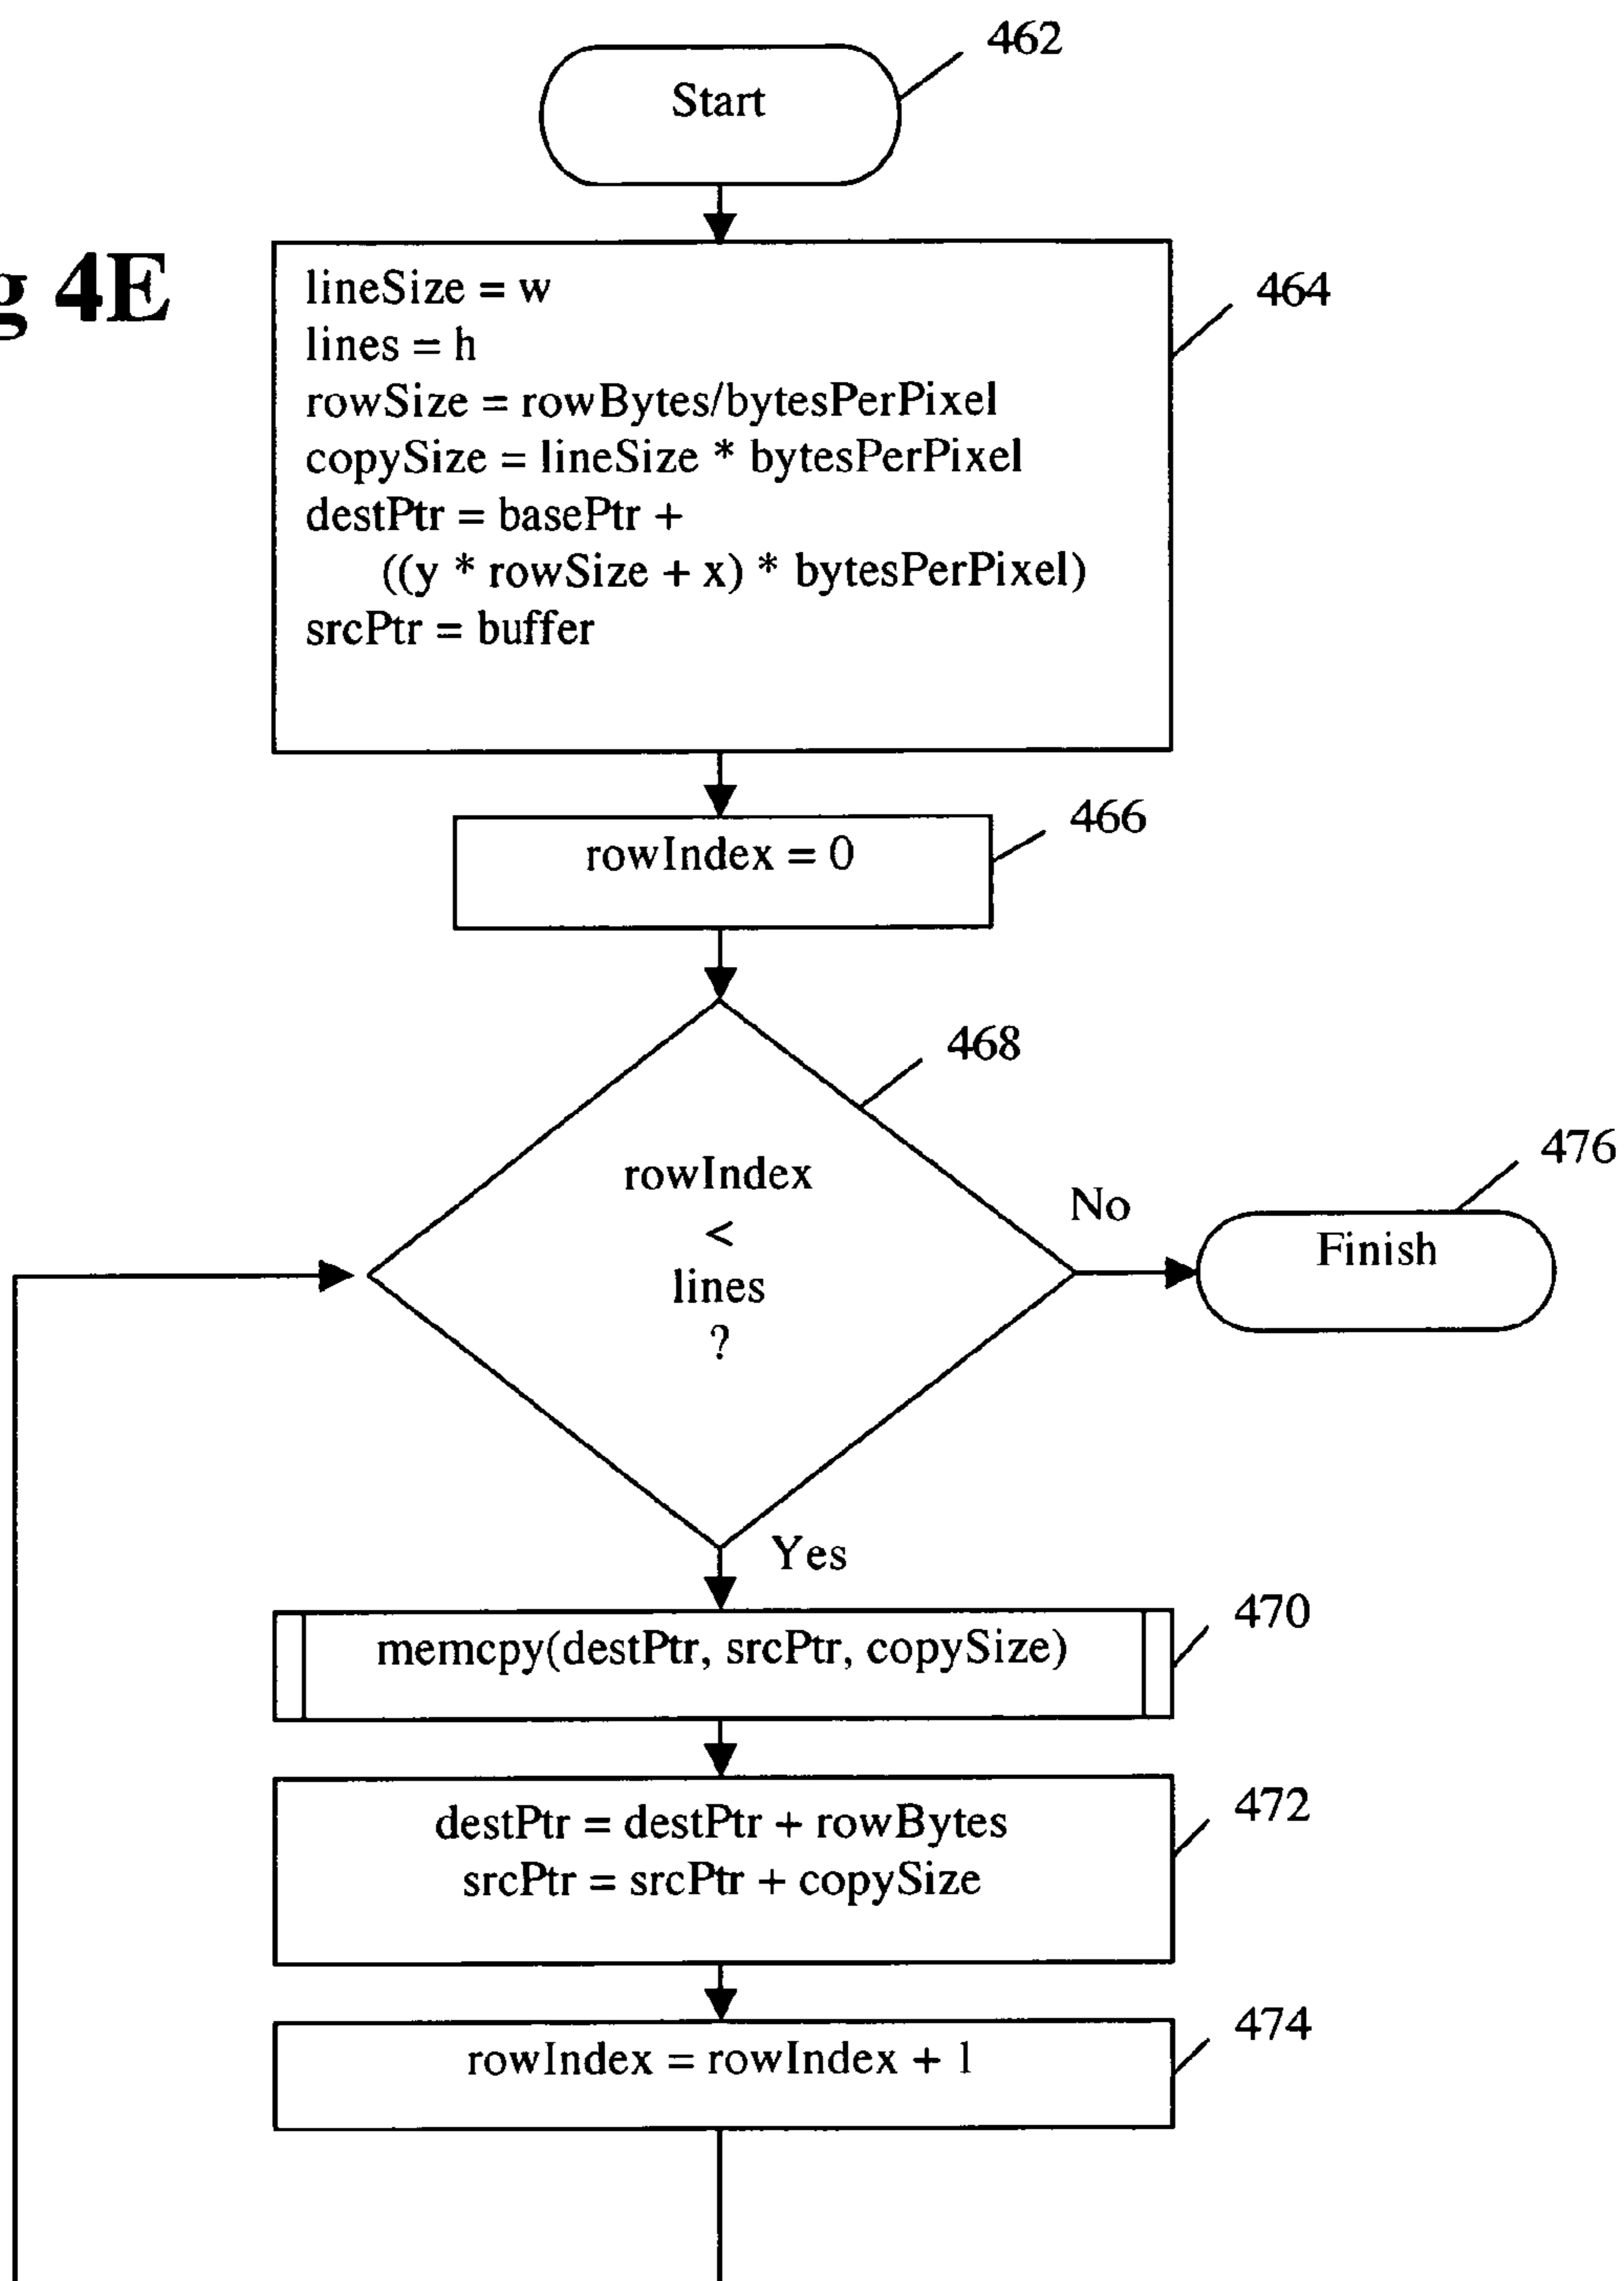 462
Start
g 4E
464
lineSize = w
lines = h
rowSize = rowBytes/bytesPerPixel
copySize = lineSize * bytesPerPixel
destPtr = basePtr +
((y * rowSize + x) * bytesPerPixel)
srcPtr = buffer
466
rowIndex = 0
468
rowIndex
<
lines
?
No
476
Finish
Yes
470
memcpy(destPtr, srcPtr, copySize)
472
destPtr = destPtr + rowBytes
srcPtr = srcPtr + copySize
474
rowIndex = rowIndex + 1